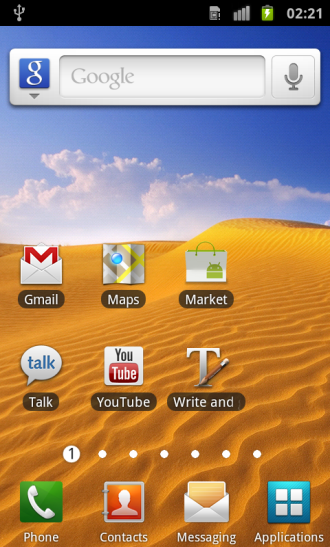 02:21
g
Google
Gmail
Maps
Market
talk
You
Tube
T
Talk
YouTube
Write and
1
Phone
Contacts
Messaging
Applications